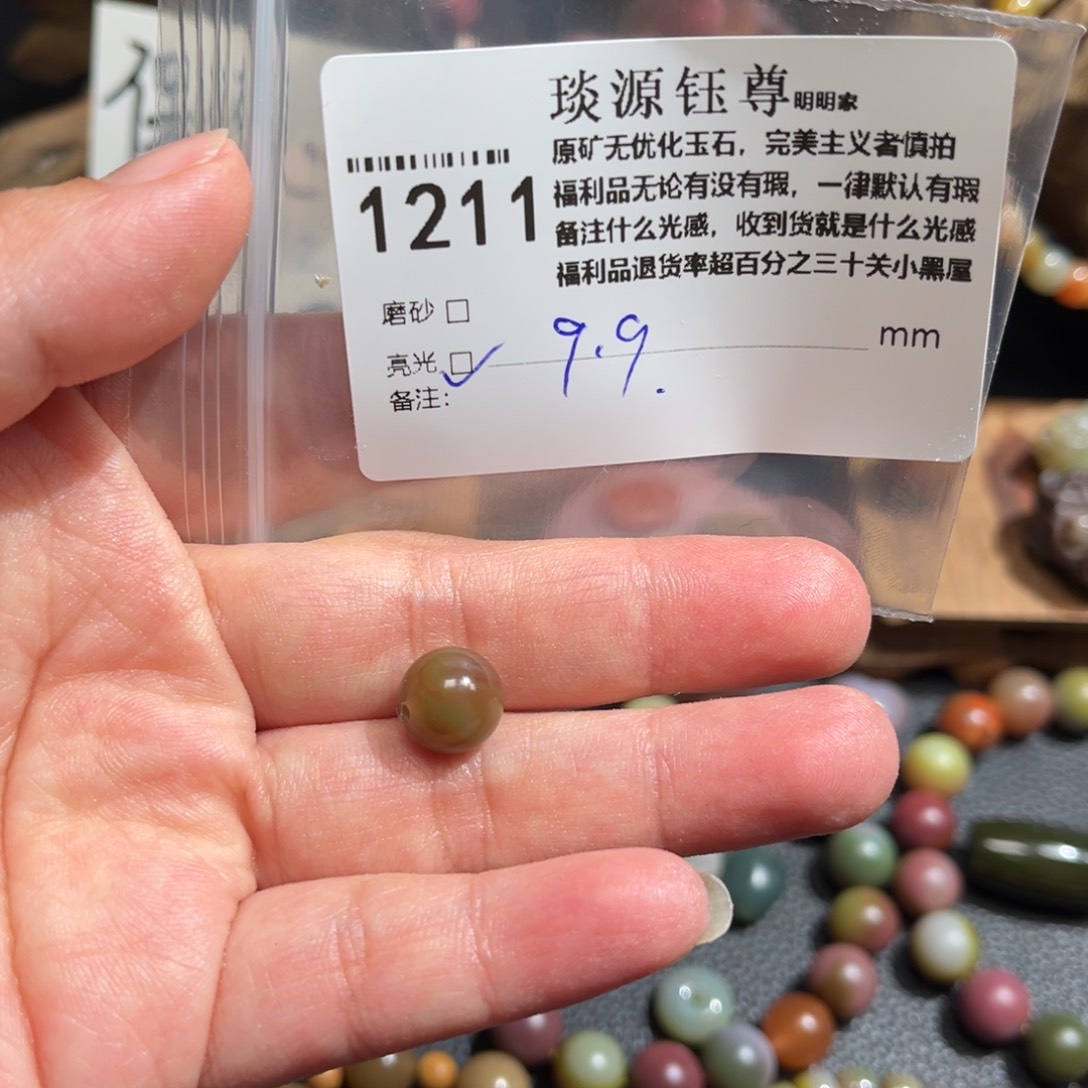 琰源钰尊明明家
原矿无优化玉石，完美主义者慎拍
福利品无论有没有瑕，一律默认有瑕
备注什么光感，收到货就是什么光感
福利品退货率超百分之三十关小黑屋
1211
磨砂 □
9.9. mm
亮光 □✓
备注：